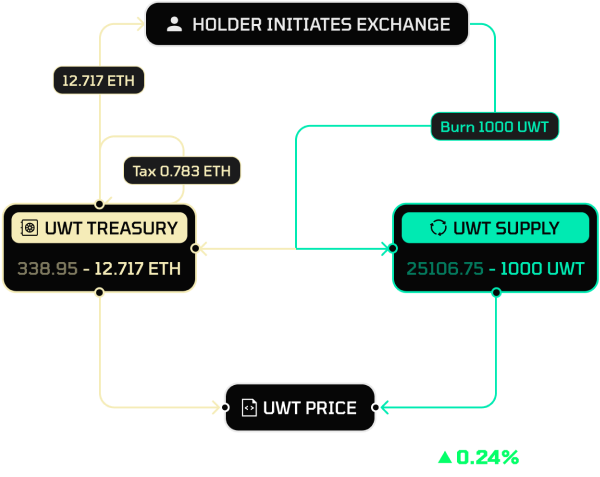 HOLDER INITIATES EXCHANGE
12.717 ETH
Burn 1000 UWT
Tax 0.783 ETH
UWT TREASURY
338.95 - 12.717 ETH
UWT SUPPLY
25106.75 - 1000 UWT
UWT PRICE
▲0.24%